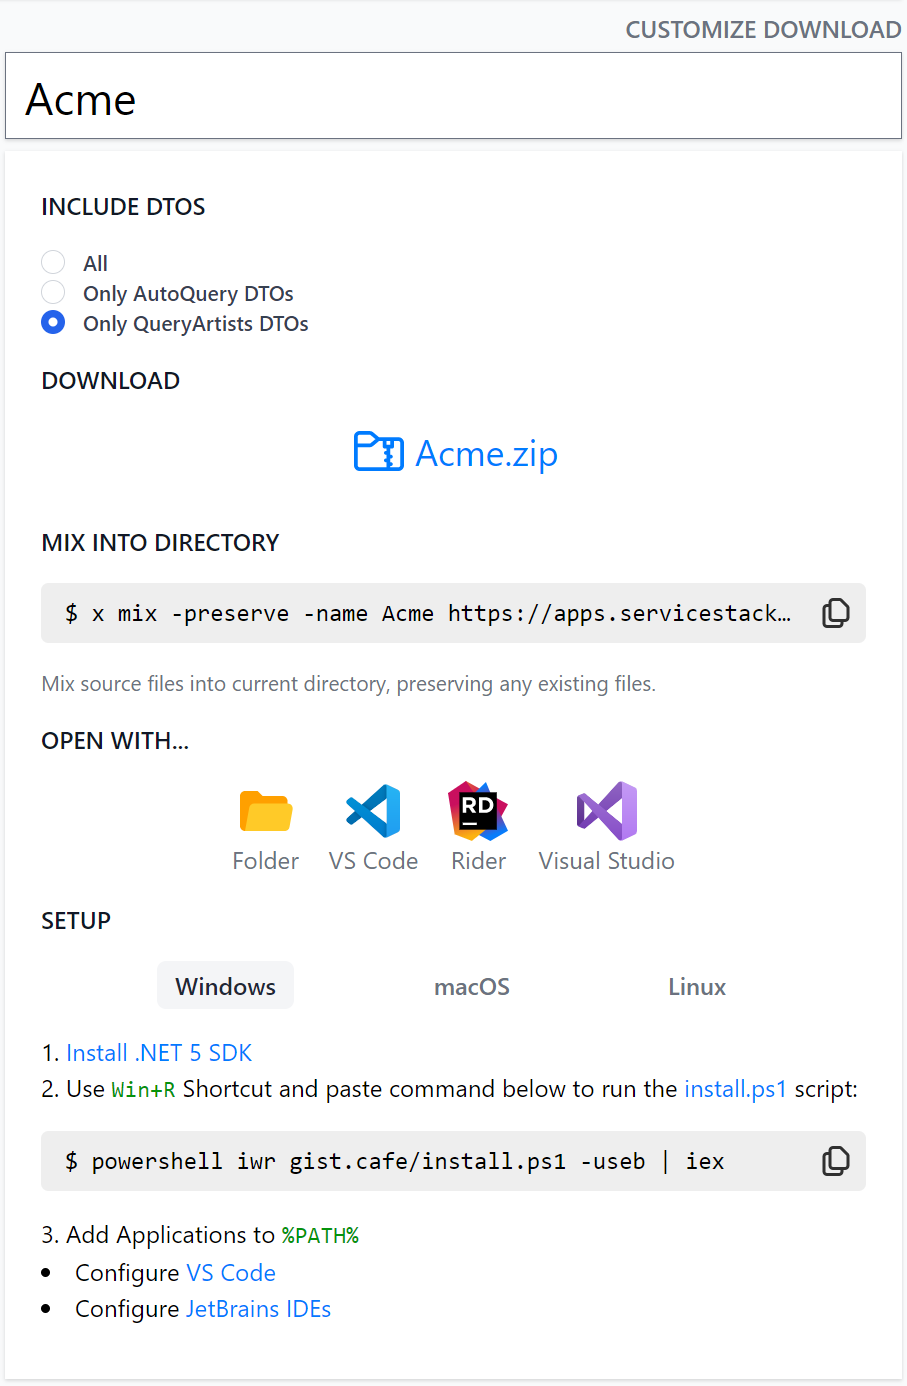 CUSTOMIZE DOWNLOAD
Acme
INCLUDE DTOS
All
Only AutoQuery DTOs
Only QueryArtists DTOs
DOWNLOAD
Acme.zip
MIX INTO DIRECTORY
$ x mix -preserve -name Acme https://apps.servicestack...
Mix source files into current directory, preserving any existing files.
OPEN WITH...
RD
Folder VS Code Rider Visual Studio
SETUP
Windows macOS Linux
1. Install .NET 5 SDK
2. Use Win+R Shortcut and paste command below to run the install.ps1 script:
$ powershell iwr gist.cafe/install.ps1 -useb | iex
3. Add Applications to %PATH%
• Configure VS Code
• Configure JetBrains IDEs